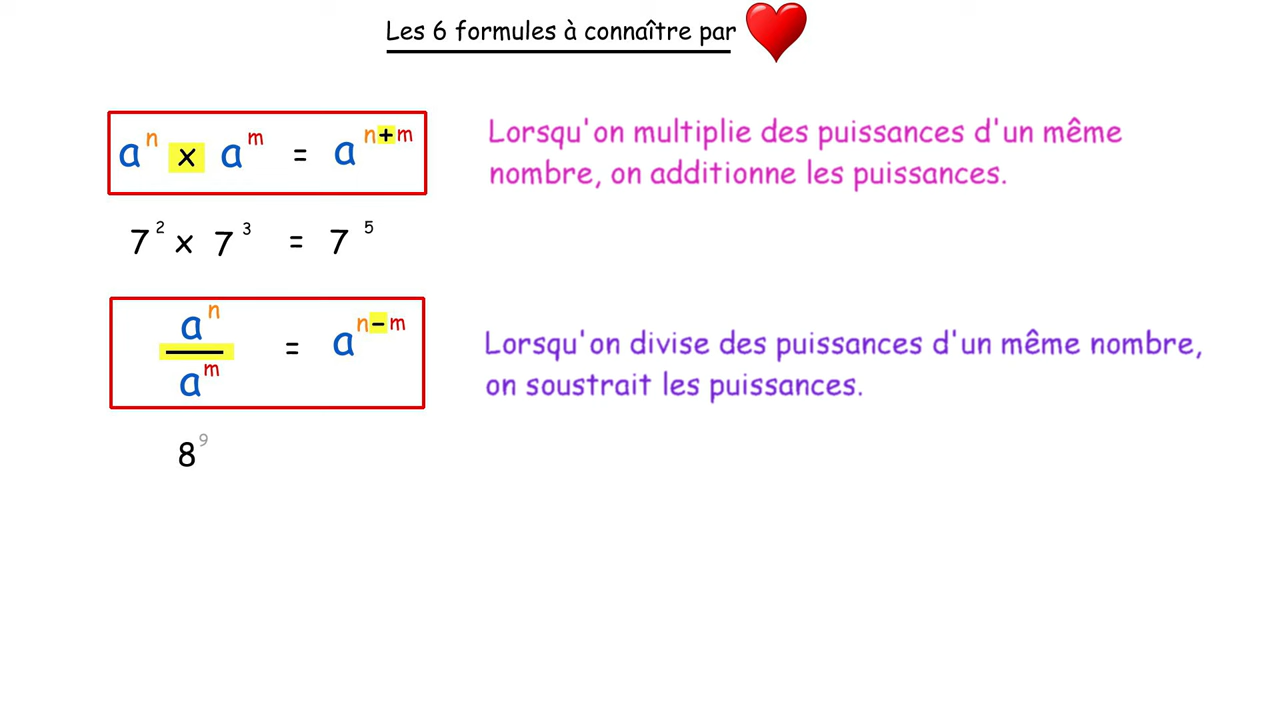 Les 6 formules à connaître par
aⁿ x aᵐ = aⁿ⁺ᵐ
Lorsqu'on multiplie des puissances d'un même
nombre, on additionne les puissances.
7² x 7³ = 7⁵
aⁿ/aᵐ = aⁿ⁻ᵐ
Lorsqu'on divise des puissances d'un même nombre,
on soustrait les puissances.
8⁹